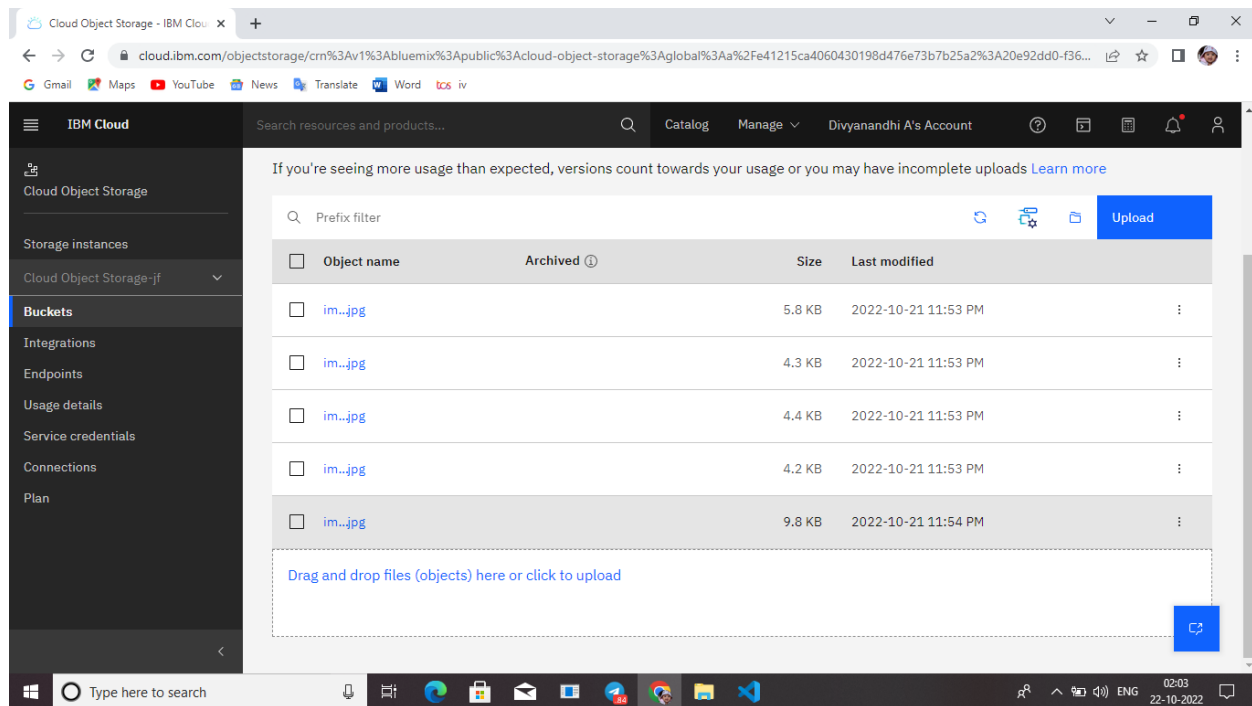 Cloud Object Storage - IBM Clou
cloud.ibm.com/objectstorage/crn%3Av1%3Abluemix%3Apublic%3Acloud-object-storage%3Aglobal%3Aa%2Fe41215ca4060430198d476e73b7b25a2%3A20e92dd0-f36...
Gmail Maps YouTube News Translate Word tcs iv
IBM Cloud Search resources and products... Catalog Manage Divyanandhi A's Account
If you're seeing more usage than expected, versions count towards your usage or you may have incomplete uploads Learn more
Cloud Object Storage
Prefix filter Upload
Storage instances
Object name Archived Size Last modified
Cloud Object Storage-jf
Buckets
im...jpg 5.8 KB 2022-10-21 11:53 PM
Integrations
im...jpg 4.3 KB 2022-10-21 11:53 PM
Endpoints
Usage details
im...jpg 4.4 KB 2022-10-21 11:53 PM
Service credentials
Connections
im...jpg 4.2 KB 2022-10-21 11:53 PM
Plan
im...jpg 9.8 KB 2022-10-21 11:54 PM
Drag and drop files (objects) here or click to upload
Type here to search 94 ENG 02:03
22-10-2022